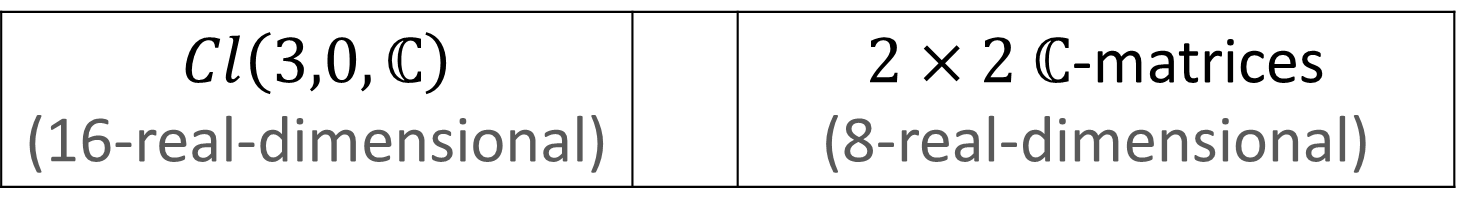 𝐶𝑙(3,0, ℂ)
(16-real-dimensional)
2 × 2 ℂ-matrices
(8-real-dimensional)